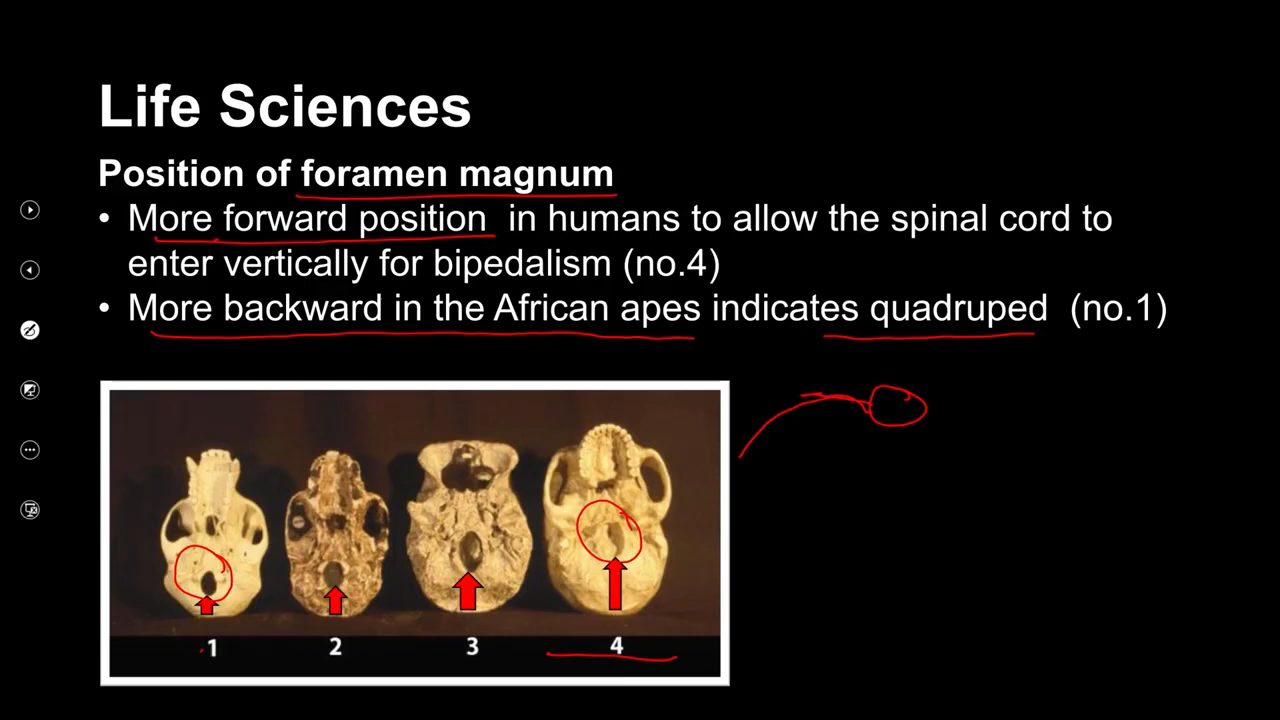 Life Sciences
Position of foramen magnum
• More forward position in humans to allow the spinal cord to
enter vertically for bipedalism (no.4)
• More backward in the African apes indicates quadruped (no.1)
1 2 3 4